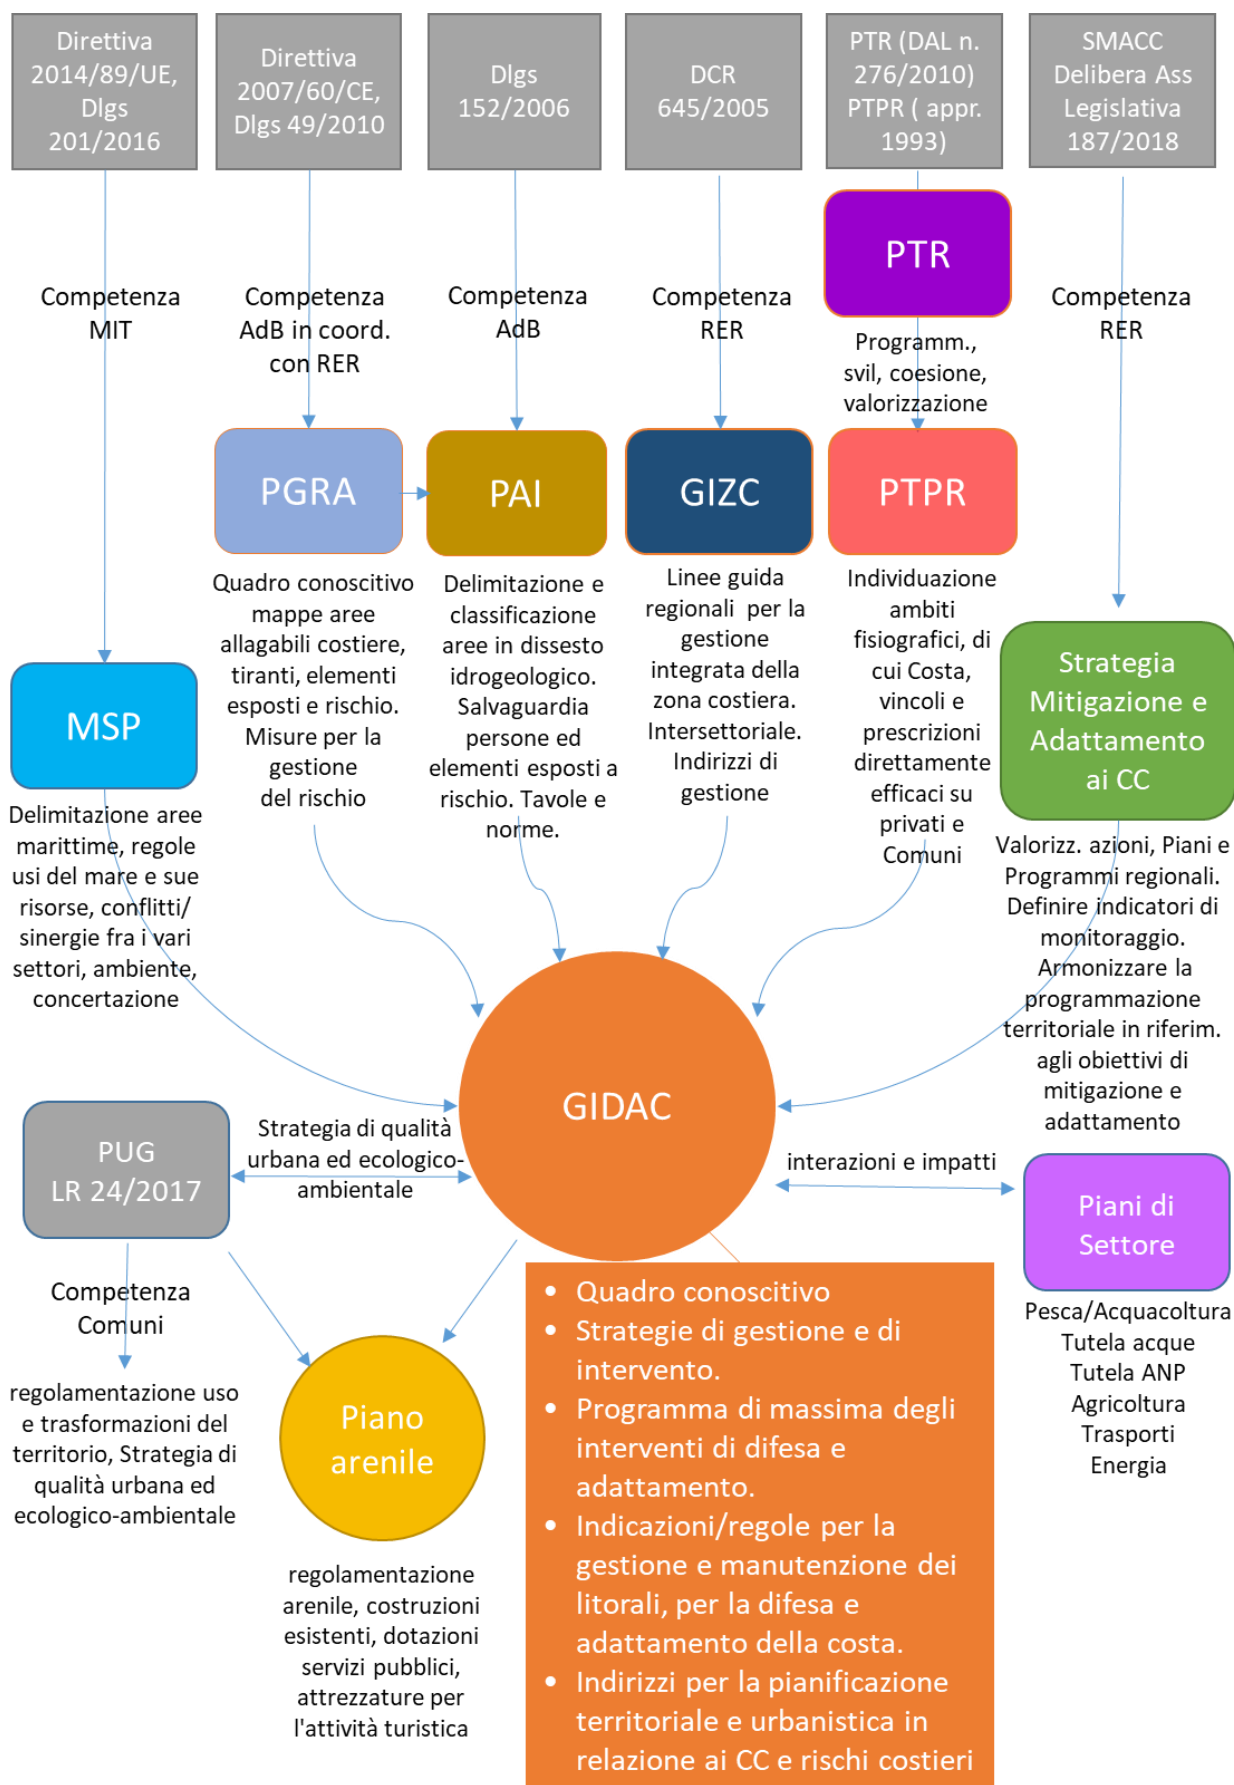 Direttiva
2014/89/UE,
Dlgs
201/2016
Direttiva
2007/60/CE,
Dlgs 49/2010
Dlgs
152/2006
DCR
645/2005
PTR (DAL n.
276/2010)
PTPR ( appr.
1993)
SMACC
Delibera Ass
Legislativa
187/2018
PTR
Competenza
MIT
Competenza
AdB in coord.
con RER
Competenza
AdB
Competenza
RER
Programm.,
svil, coesione,
valorizzazione
Competenza
RER
PGRA
PAI
GIZC
PTPR
Quadro conoscitivo
mappe aree
allagabili costiere,
tiranti, elementi
esposti e rischio.
Misure per la
gestione
del rischio
Delimitazione e
classificazione
aree in dissesto
idrogeologico.
Salvaguardia
persone ed
elementi esposti a
rischio. Tavole e
norme.
Linee guida
regionali per la
gestione
integrata della
zona costiera.
Intersettoriale.
Indirizzi di
gestione
Individuazione
ambiti
fisiografici, di
cui Costa,
vincoli e
prescrizioni
direttamente
efficaci su
privati e
Comuni
Strategia
Mitigazione e
Adattamento
ai CC
MSP
Delimitazione aree
marittime, regole
usi del mare e sue
risorse, conflitti/
sinergie fra i vari
settori, ambiente,
concertazione
Valorizz. azioni, Piani e
Programmi regionali.
Definire indicatori di
monitoraggio.
Armonizzare la
programmazione
territoriale in riferim.
agli obiettivi di
mitigazione e
adattamento
GIDAC
PUG
LR 24/2017
Strategia di qualità
urbana ed ecologico-
ambientale
interazioni e impatti
Piani di
Settore
Competenza
Comuni
Pesca/Acquacoltura
Tutela acque
Tutela ANP
Agricoltura
Trasporti
Energia
regolamentazione uso
e trasformazioni del
territorio, Strategia di
qualità urbana ed
ecologico-ambientale
Piano
arenile
regolamentazione
arenile, costruzioni
esistenti, dotazioni
servizi pubblici,
attrezzature per
l'attività turistica
• Quadro conoscitivo
• Strategie di gestione e di
intervento.
• Programma di massima degli
interventi di difesa e
adattamento.
• Indicazioni/regole per la
gestione e manutenzione dei
litorali, per la difesa e
adattamento della costa.
• Indirizzi per la pianificazione
territoriale e urbanistica in
relazione ai CC e rischi costieri